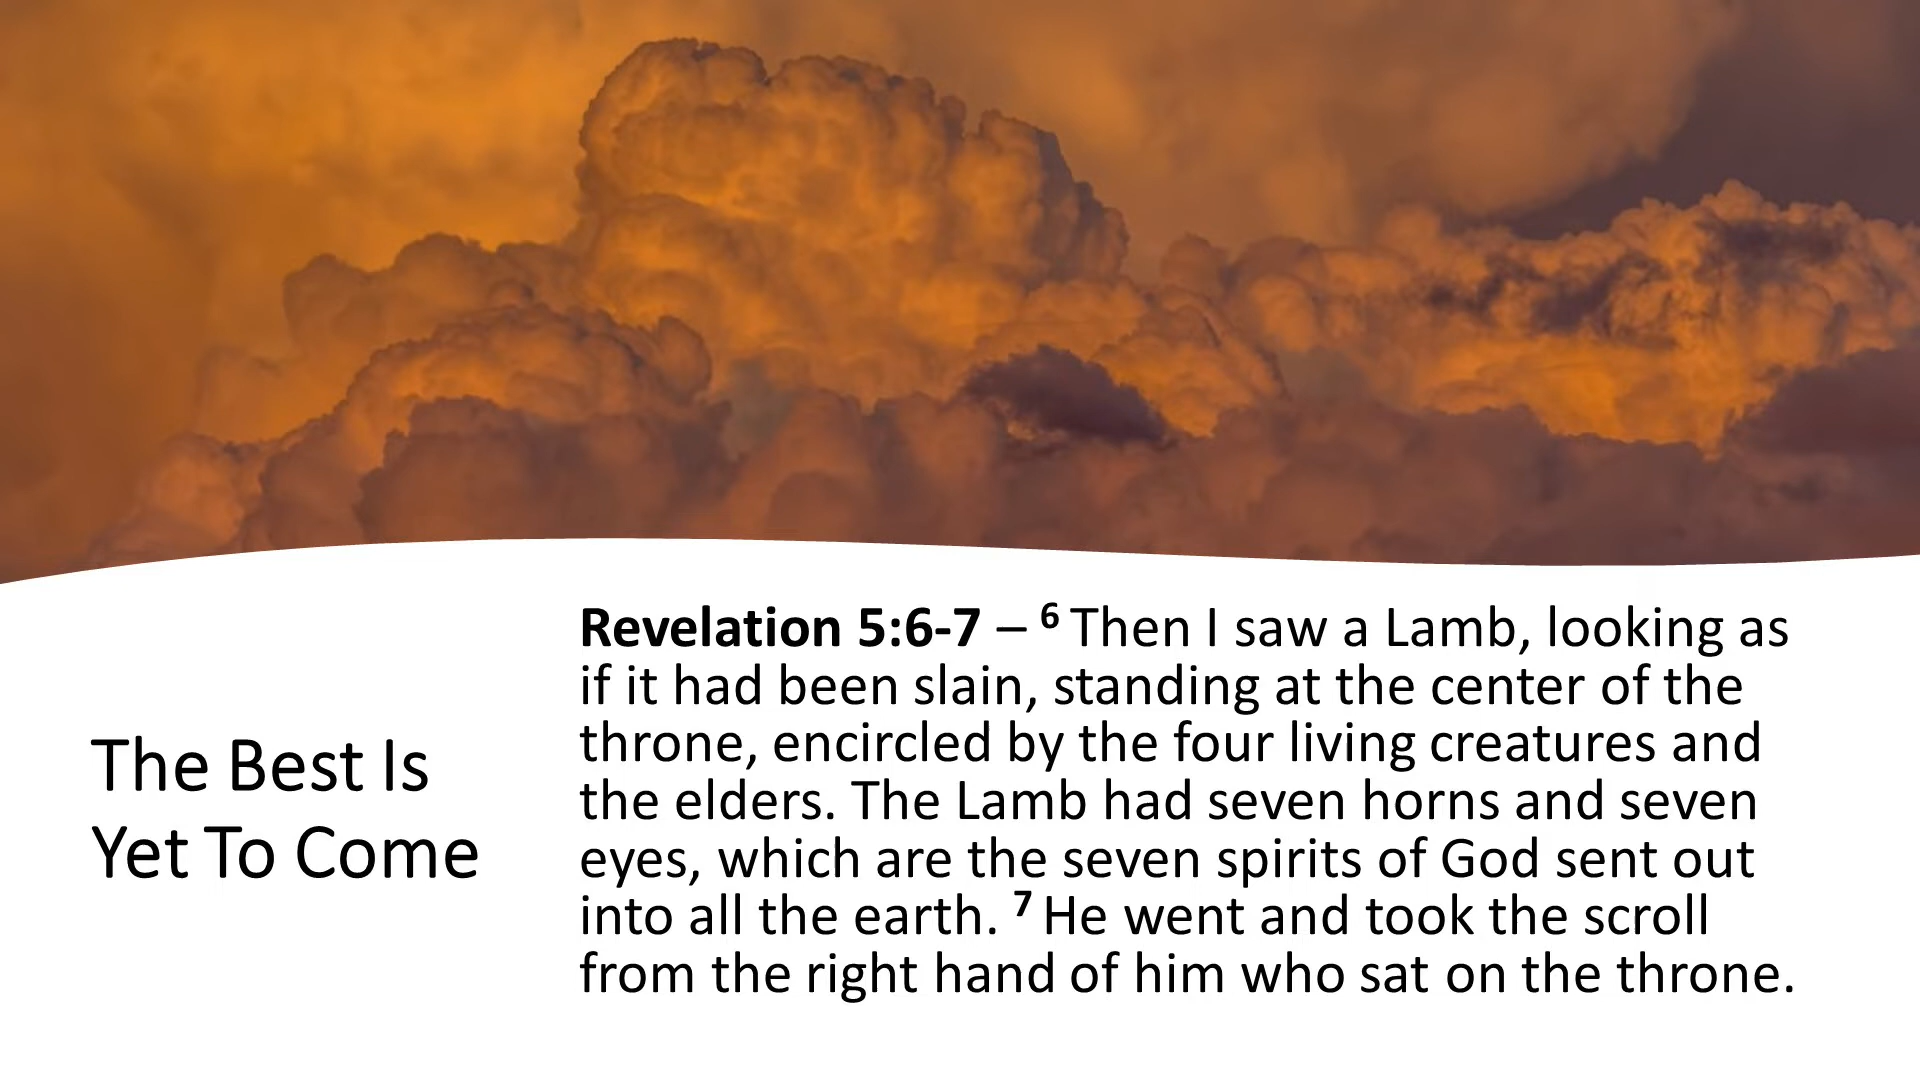 The Best Is
Yet To Come
Revelation 5:6-7 – ⁶ Then I saw a Lamb, looking as
if it had been slain, standing at the center of the
throne, encircled by the four living creatures and
the elders. The Lamb had seven horns and seven
eyes, which are the seven spirits of God sent out
into all the earth. ⁷ He went and took the scroll
from the right hand of him who sat on the throne.